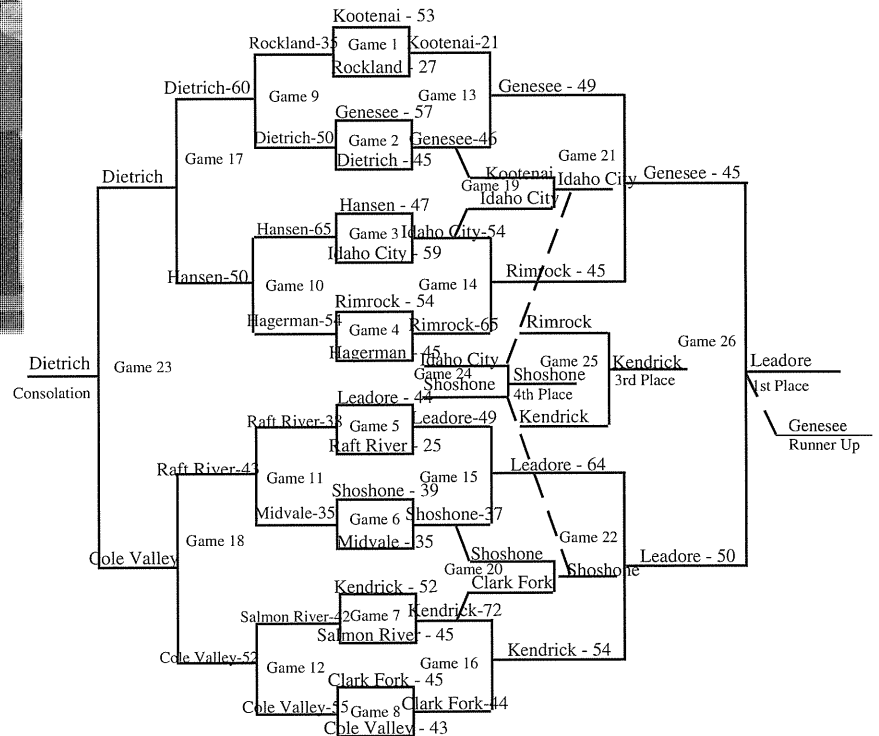 Kootenai - 53
Rockland-35 Game 1 Kootenai-21
Rockland - 27
Dietrich-60 Game 9 Game 13 Genesee - 49
Genesee - 57
Dietrich-50 Game 2 Genesee-46
Dietrich - 45
Game 17 Game 21
Dietrich Kootenai Idaho City Genesee - 45
Game 19
Idaho City
Hansen - 47
Hansen-65 Game 3 Idaho City-54
Idaho City - 59
Hansen-50 Game 10 Game 14 Rimrock - 45
Rimrock - 54
Hagerman-54 Game 4 Rimrock-65 Rimrock
Hagerman - 45
Game 26
Idaho City
Dietrich Game 23 Game 24 Game 25 Kendrick Leadore
Shoshone Shoshone
Consolation 4th Place 3rd Place 1st Place
Leadore - 44
Raft River-38 Game 5 Leadore-49 Kendrick Genesee
Raft River - 25 Runner Up
Raft River-43 Game 11 Game 15 Leadore - 64
Shoshone - 39
Midvale-35 Game 6 Shoshone-37
Midvale - 35
Game 18 Game 22
Cole Valley Shoshone Leadore - 50
Game 20 Shoshone
Clark Fork
Kendrick - 52
Salmon River-42 Game 7 Kendrick-72
Salmon River - 45
Cole Valley-52 Game 12 Game 16 Kendrick - 54
Clark Fork - 45
Cole Valley-55 Game 8 Clark Fork-44
Cole Valley - 43